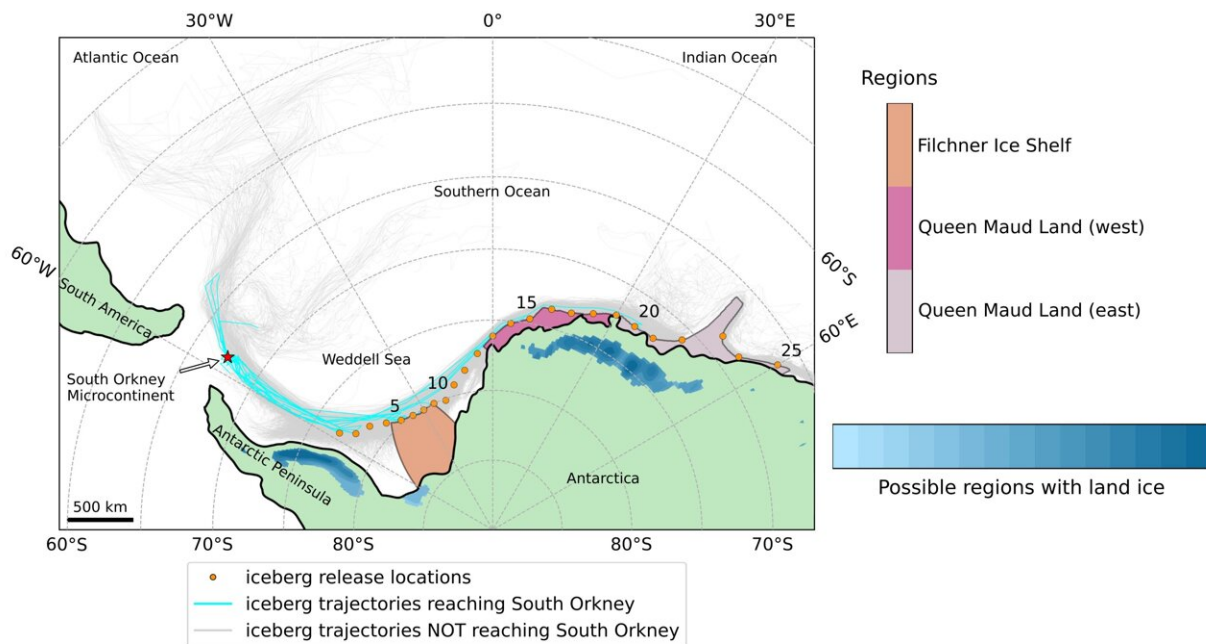 30°W
0°
30°E
Atlantic Ocean
Indian Ocean
Southern Ocean
60°W
South America
60°S
60°E
15
20
25
Weddell Sea
South Orkney
Microcontinent
10
5
Antarctic Peninsula
Antarctica
500 km
60°S
70°S
80°S
80°S
70°S
Regions
Filchner Ice Shelf
Queen Maud Land (west)
Queen Maud Land (east)
Possible regions with land ice
iceberg release locations
iceberg trajectories reaching South Orkney
iceberg trajectories NOT reaching South Orkney